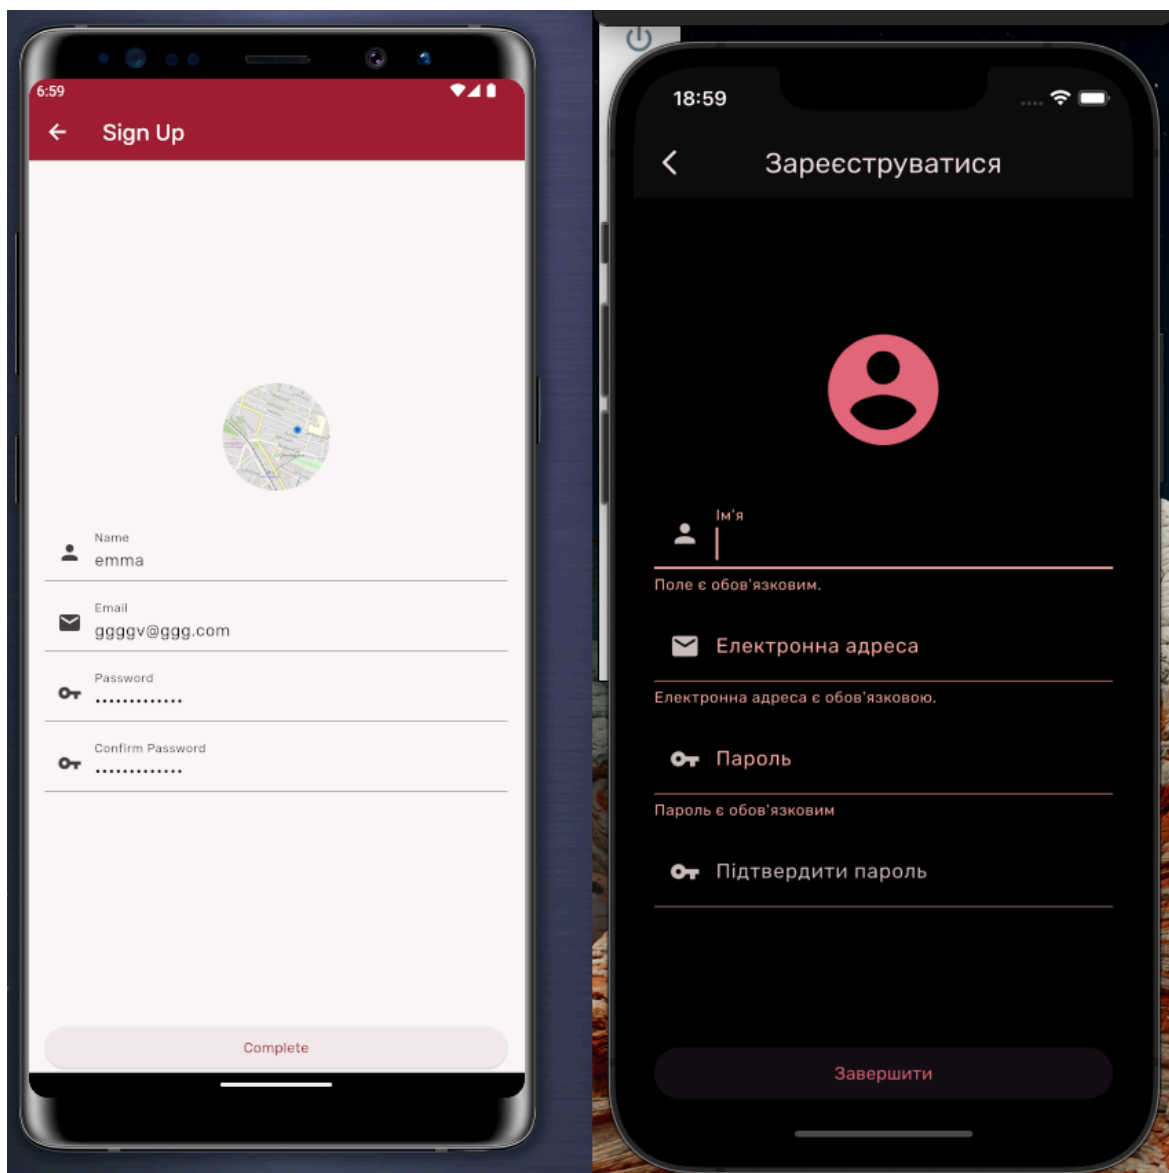 6:59
Sign Up
Name
emma
Email
ggggv@ggg.com
Password
•••••••••••••
Confirm Password
•••••••••••••
Complete
18:59
Зареєструватися
Ім'я
Поле є обов'язковим.
Електронна адреса
Електронна адреса є обов'язковою.
Пароль
Пароль є обов'язковим
Підтвердити пароль
Завершити